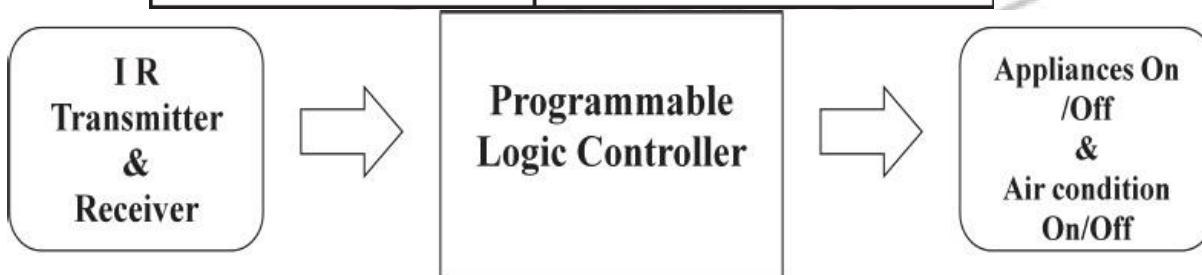 I R
Transmitter
&
Receiver
Programmable
Logic Controller
Appliances On
/Off
&
Air condition
On/Off